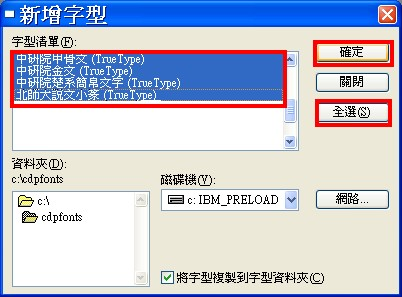 新增字型
字型清單(F):
中研院甲骨文 (TrueType)
中研院金文 (TrueType)
中研院楚系簡帛文字 (TrueType)
北師大說文小篆 (TrueType)
確定
關閉
全選(S)
資料夾(D):
c:\cdpfonts
c:\
cdpfonts
磁碟機(V):
c: IBM_PRELOAD
網路...
將字型複製到字型資料夾(C)